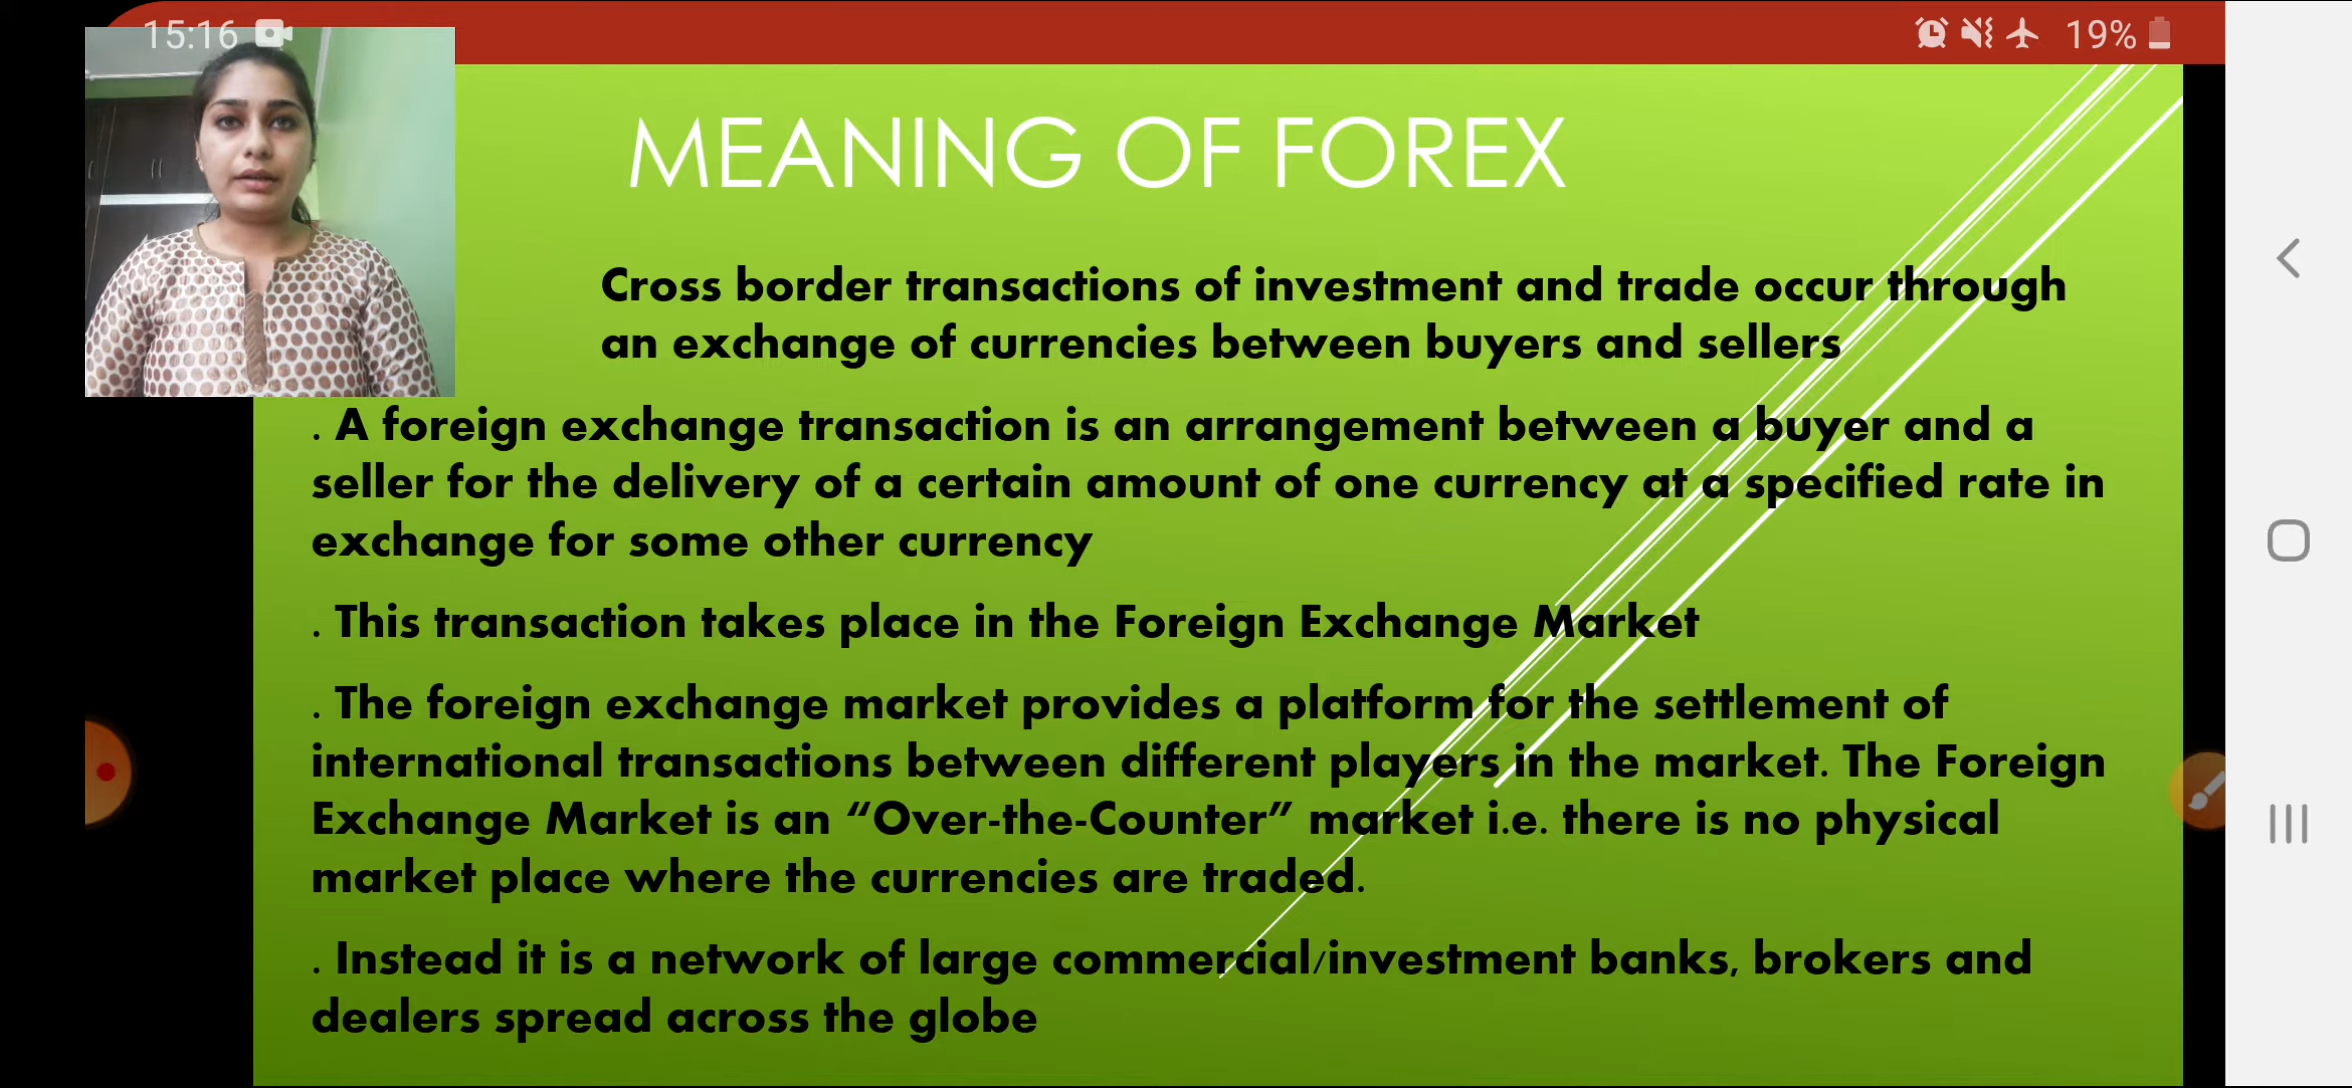 15:16
19%
MEANING OF FOREX
Cross border transactions of investment and trade occur through
an exchange of currencies between buyers and sellers
. A foreign exchange transaction is an arrangement between a buyer and a
seller for the delivery of a certain amount of one currency at a specified rate in
exchange for some other currency
. This transaction takes place in the Foreign Exchange Market
. The foreign exchange market provides a platform for the settlement of
international transactions between different players in the market. The Foreign
Exchange Market is an “Over-the-Counter” market i.e. there is no physical
market place where the currencies are traded.
. Instead it is a network of large commercial/investment banks, brokers and
dealers spread across the globe